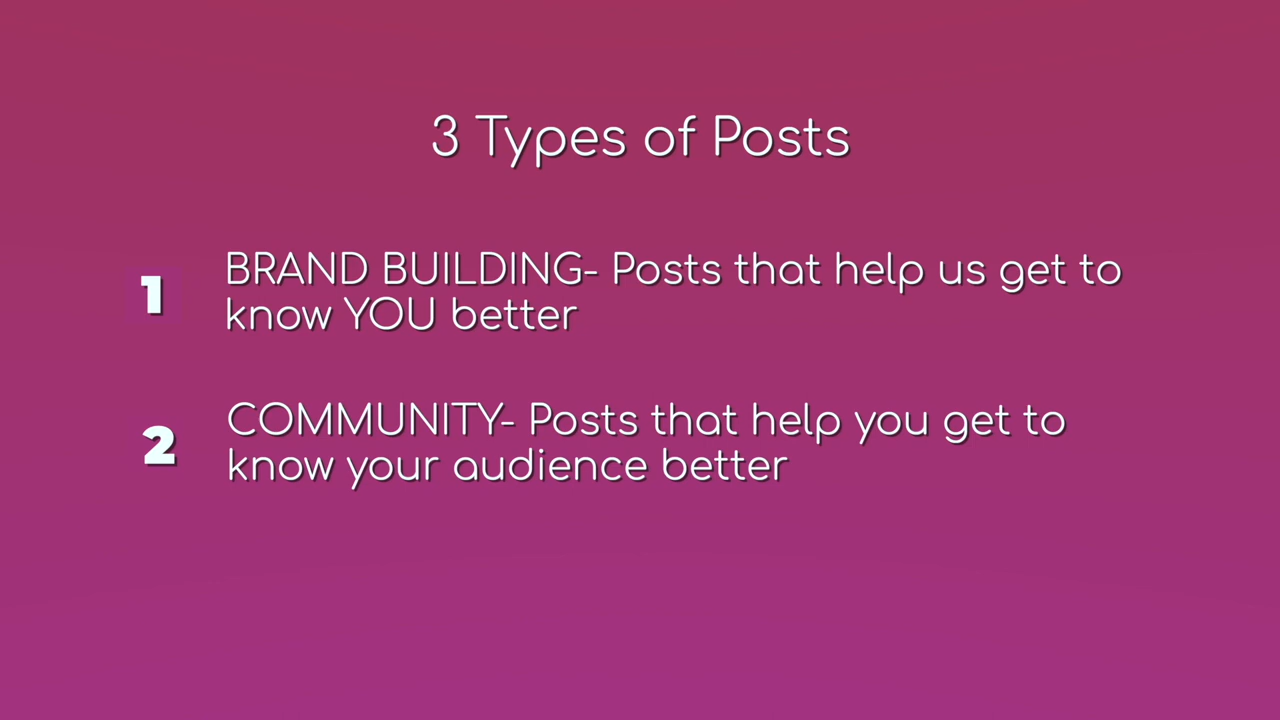 3 Types of Posts
1
BRAND BUILDING- Posts that help us get to
know YOU better
2
COMMUNITY- Posts that help you get to
know your audience better